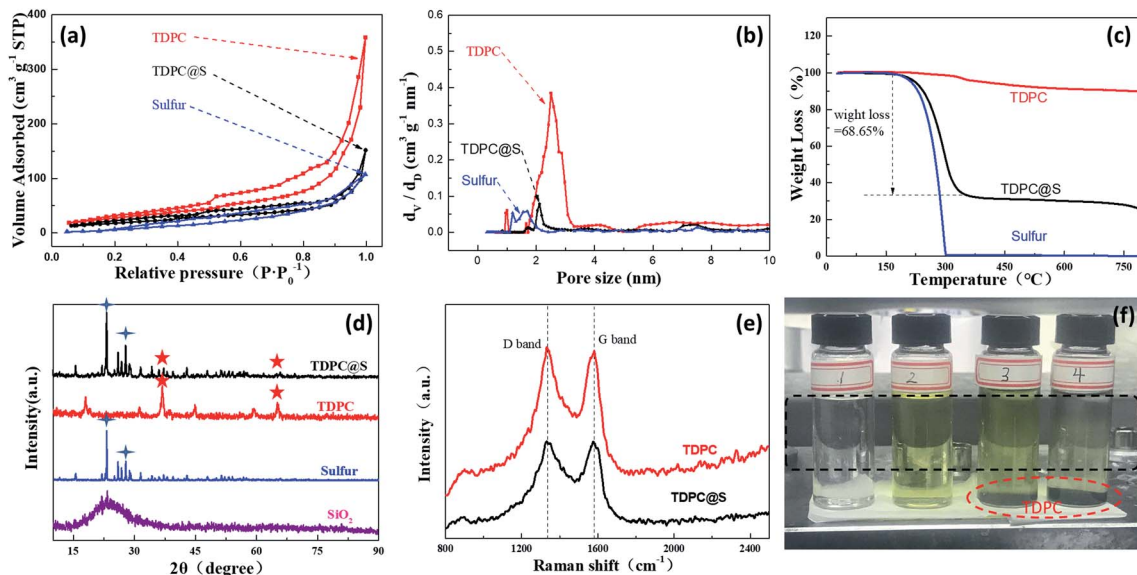 (a)
Volume Adsorbed (cm³ g⁻¹ STP)
400
300
200
100
0
TDPC
TDPC@S
Sulfur
0.0 0.2 0.4 0.6 0.8 1.0
Relative pressure (P·P₀⁻¹)
(b)
dᵥ / d_D (cm³ g⁻¹ nm⁻¹)
0.6
0.5
0.4
0.3
0.2
0.1
0.0
TDPC
TDPC@S
Sulfur
0 2 4 6 8 10
Pore size (nm)
(c)
Weight Loss (%)
120
100
80
60
40
20
0
TDPC
wight loss
=68.65%
TDPC@S
Sulfur
0 150 300 450 600 750
Temperature (°C)
(d)
Intensity(a.u.)
TDPC@S
TDPC
Sulfur
SiO₂
15 30 45 60 75 90
2θ (degree)
(e)
Intensity (a.u.)
D band
G band
TDPC
TDPC@S
800 1200 1600 2000 2400
Raman shift (cm⁻¹)
(f)
1 2 3 4
TDPC